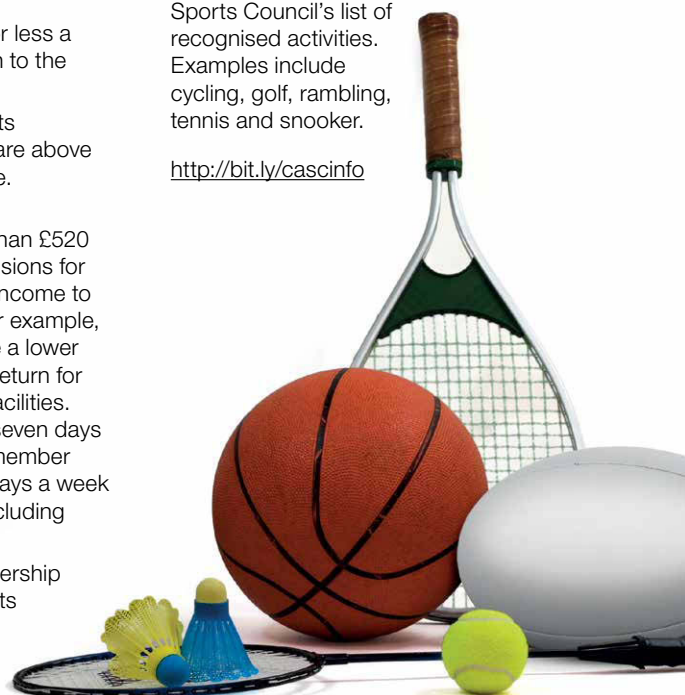 r less a
to the
ts
are above
e.
han £520
sions for
ncome to
r example,
a lower
eturn for
acilities.
seven days
member
ays a week
cluding
ership
ts
Sports Council's list of
recognised activities.
Examples include
cycling, golf, rambling,
tennis and snooker.
http://bit.ly/cascinfo